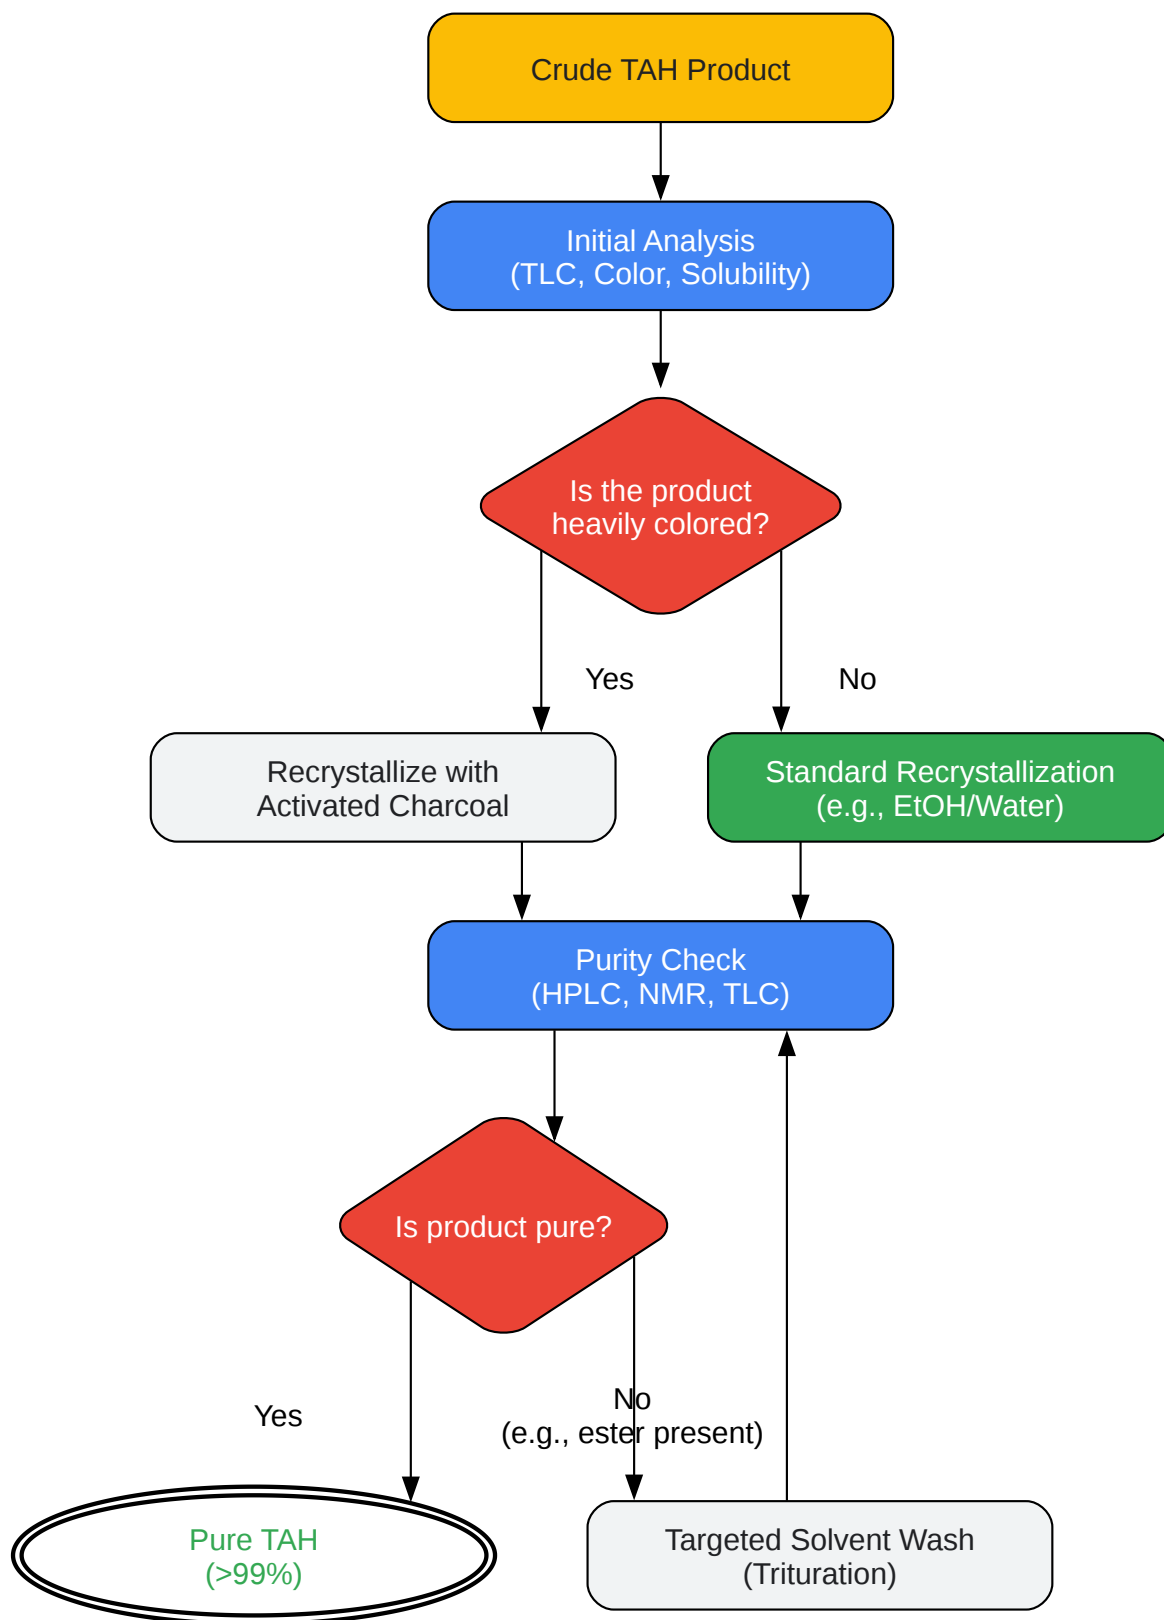 Crude TAH Product
Initial Analysis
(TLC, Color, Solubility)
Is the product
heavily colored?
Yes
No
Recrystallize with
Activated Charcoal
Standard Recrystallization
(e.g., EtOH/Water)
Purity Check
(HPLC, NMR, TLC)
Is product pure?
Yes
No
(e.g., ester present)
Pure TAH
(>99%)
Targeted Solvent Wash
(Trituration)